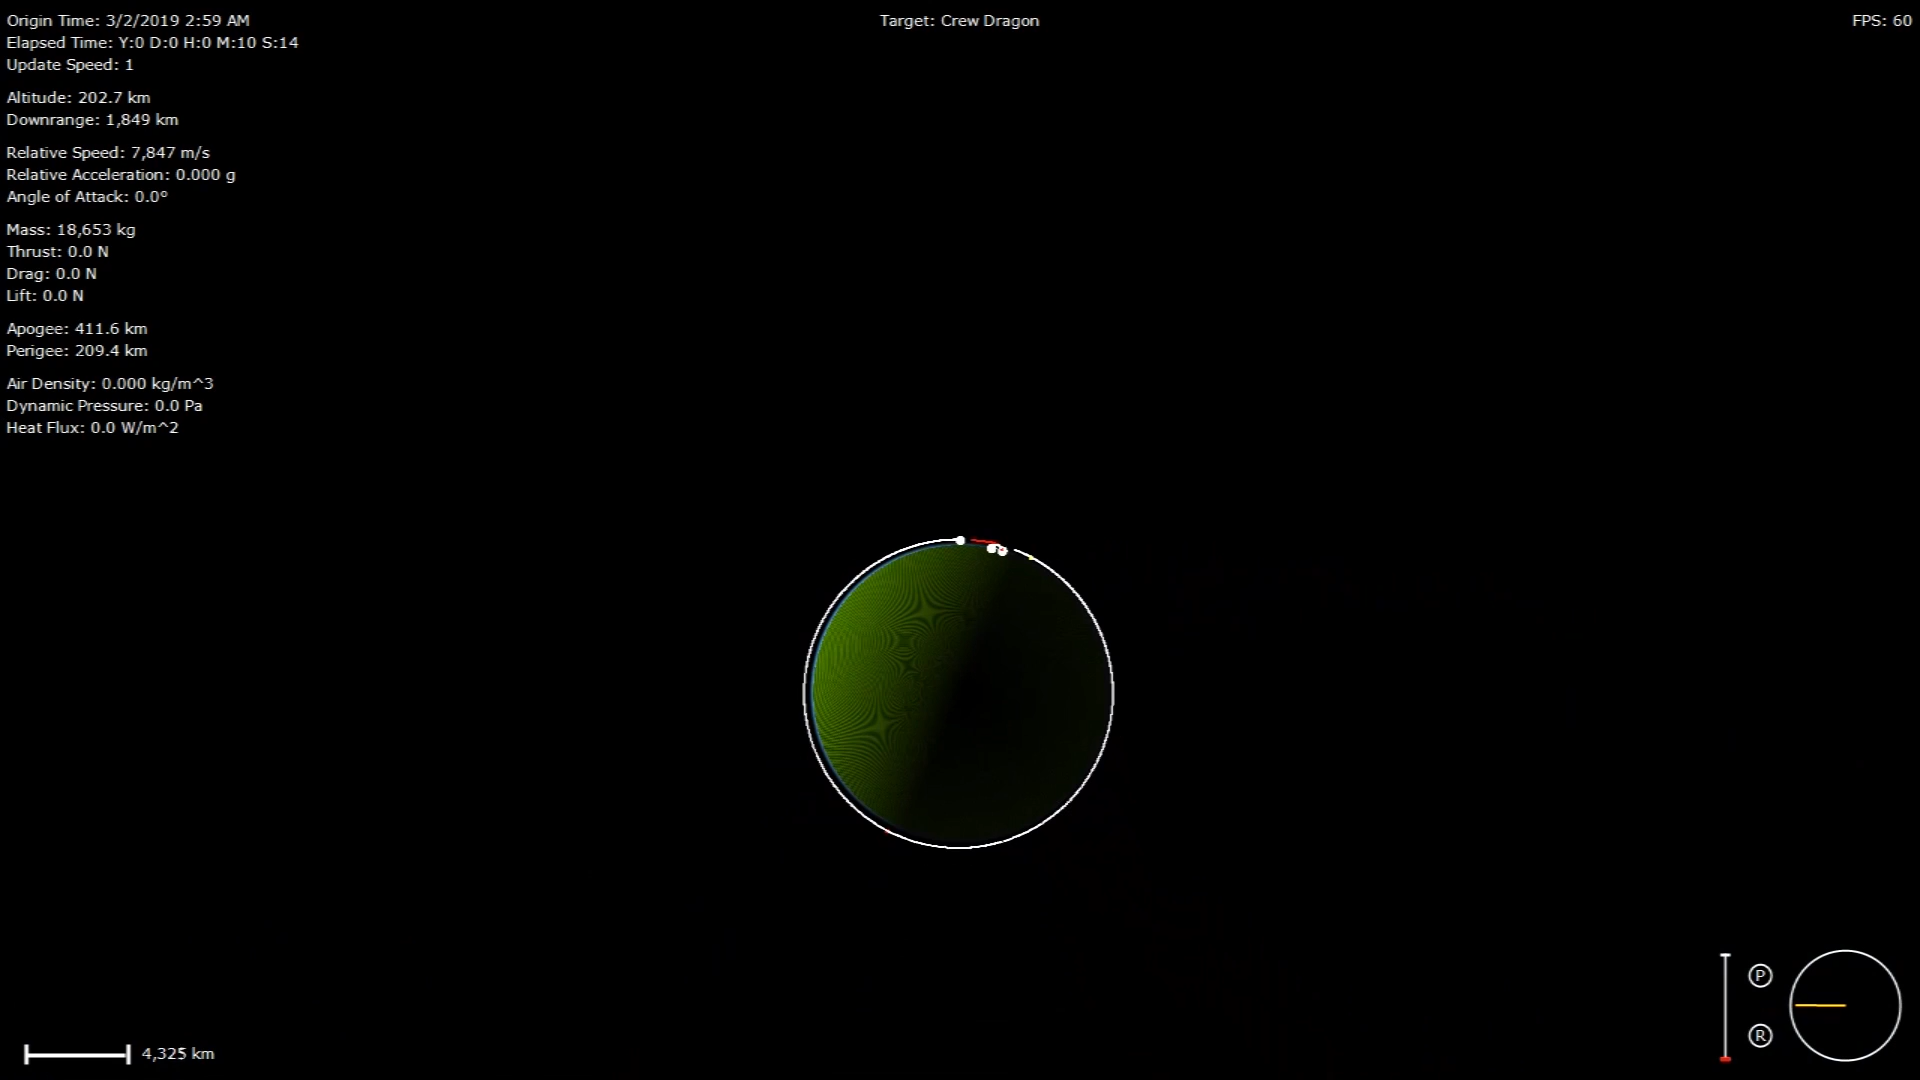 Origin Time: 3/2/2019 2:59 AM
Elapsed Time: Y:0 D:0 H:0 M:10 S:14
Update Speed: 1
Target: Crew Dragon
FPS: 60
Altitude: 202.7 km
Downrange: 1,849 km
Relative Speed: 7,847 m/s
Relative Acceleration: 0.000 g
Angle of Attack: 0.0°
Mass: 18,653 kg
Thrust: 0.0 N
Drag: 0.0 N
Lift: 0.0 N
Apogee: 411.6 km
Perigee: 209.4 km
Air Density: 0.000 kg/m^3
Dynamic Pressure: 0.0 Pa
Heat Flux: 0.0 W/m^2
P
R
4,325 km